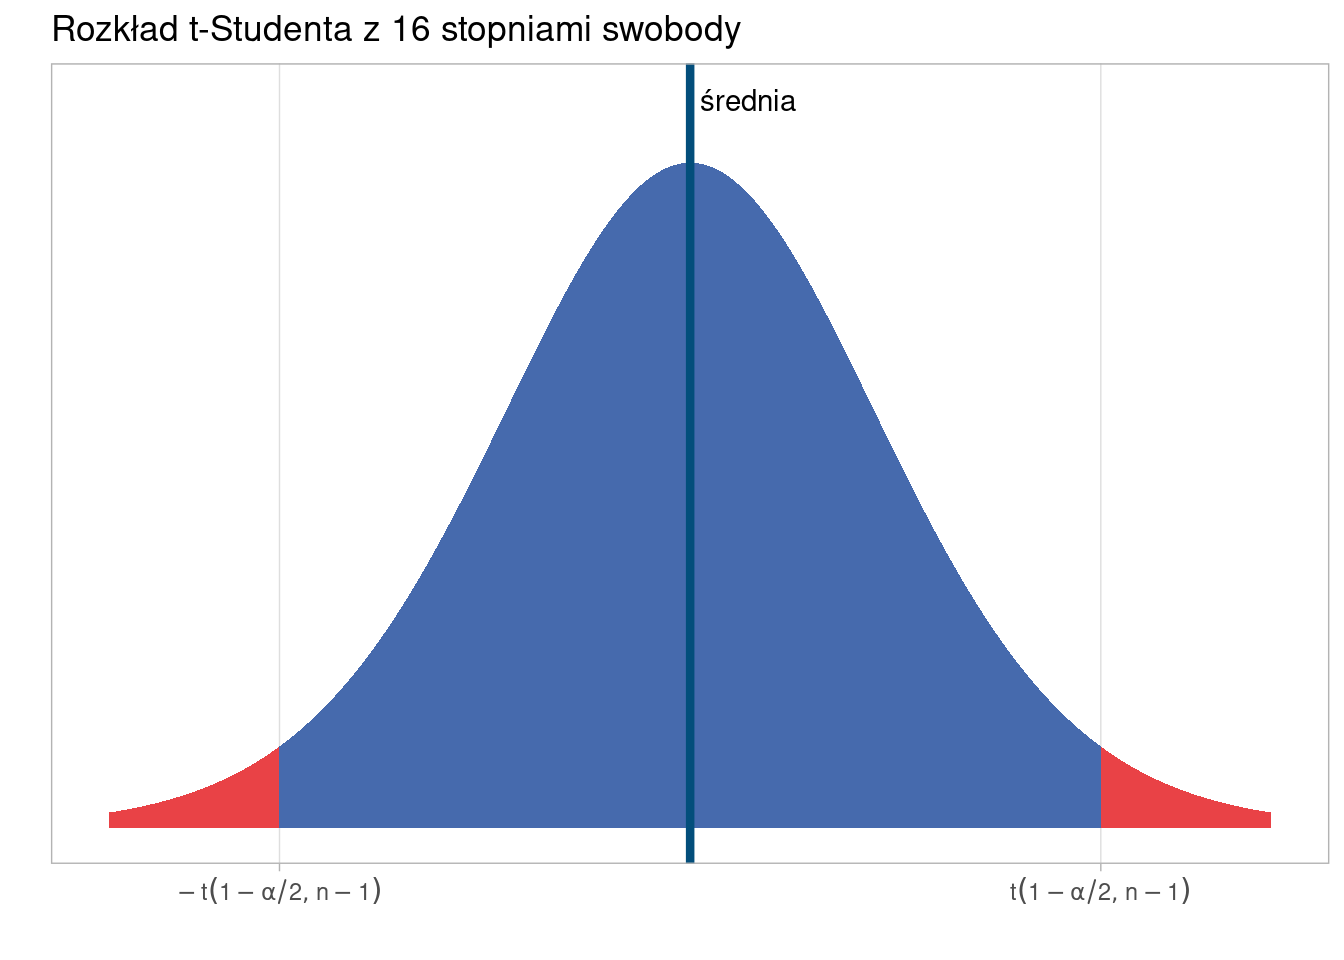 Rozkład t-Studenta z 16 stopniami swobody
średnia
− t(1 − α/2, n − 1)
t(1 − α/2, n − 1)